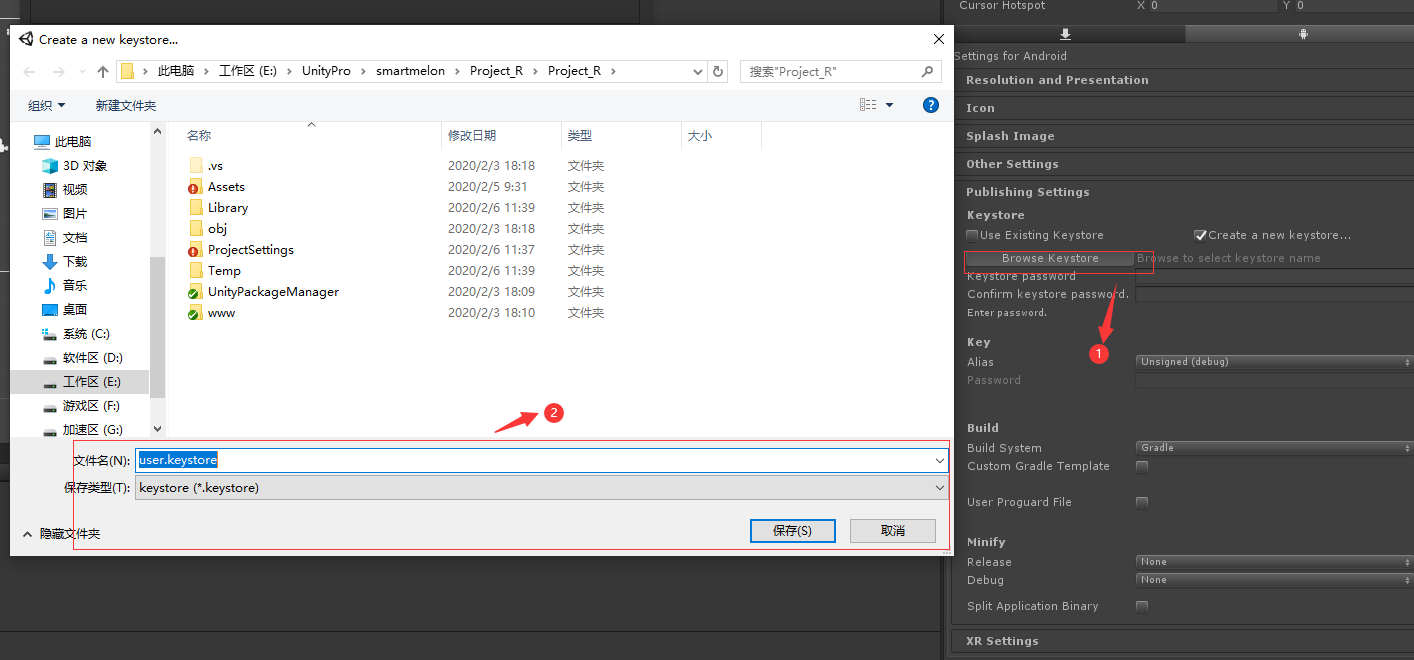 Create a new keystore...
此电脑 工作区 (E:) UnityPro smartmelon Project_R Project_R
搜索"Project_R"
组织 新建文件夹
?
此电脑
3D 对象
视频
图片
文档
下载
音乐
桌面
系统 (C:)
软件区 (D:)
工作区 (E:)
游戏区 (F:)
加速区 (G:)
名称 修改日期 类型 大小
.vs 2020/2/3 18:18 文件夹
Assets 2020/2/5 9:31 文件夹
Library 2020/2/6 11:39 文件夹
obj 2020/2/3 18:18 文件夹
ProjectSettings 2020/2/6 11:37 文件夹
Temp 2020/2/6 11:39 文件夹
UnityPackageManager 2020/2/3 18:09 文件夹
www 2020/2/3 18:10 文件夹
2
文件名(N): user.keystore
保存类型(T): keystore (*.keystore)
隐藏文件夹
保存(S) 取消
Cursor Hotspot X 0 Y 0
Settings for Android
Resolution and Presentation
Icon
Splash Image
Other Settings
Publishing Settings
Keystore
Use Existing Keystore Create a new keystore...
Browse Keystore Browse to select keystore name
Keystore password
Confirm keystore password.
Enter password.
1
Key
Alias Unsigned (debug)
Password
Build
Build System Gradle
Custom Gradle Template
User Proguard File
Minify
Release None
Debug None
Split Application Binary
XR Settings